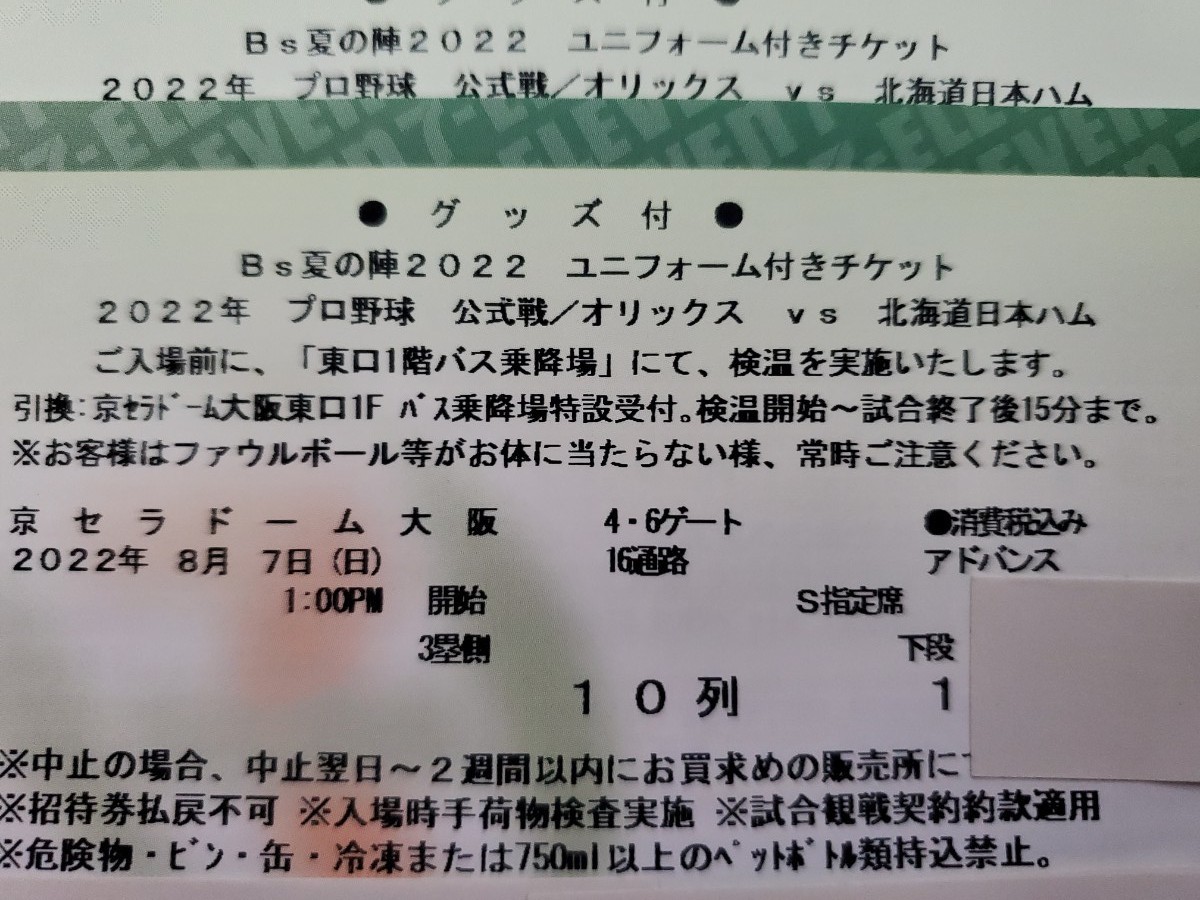 Bs夏の陣2022 ユニフォーム付きチケット
2022年 プロ野球 公式戦／オリックス vs 北海道日本ハム
7-ELEVEn
● グッズ付 ●
Bs夏の陣2022 ユニフォーム付きチケット
2022年 プロ野球 公式戦／オリックス vs 北海道日本ハム
ご入場前に、「東口1階バス乗降場」にて、検温を実施いたします。
引換:京ｾﾗﾄﾞｰﾑ大阪東口1F ﾊﾞｽ乗降場特設受付。検温開始～試合終了後15分まで。
※お客様はファウルボール等がお体に当たらない様、常時ご注意ください。
京セラドーム大阪 4・6ゲート ●消費税込み
2022年 8月 7日(日) 16通路 アドバンス
1:00PM 開始 S指定席
3塁側 下段
10列 1
※中止の場合、中止翌日～2週間以内にお買求めの販売所にて
※招待券払戻不可 ※入場時手荷物検査実施 ※試合観戦契約約款適用
※危険物・ビン・缶・冷凍または750ml以上のﾍﾟｯﾄﾎﾞﾄﾙ類持込禁止。